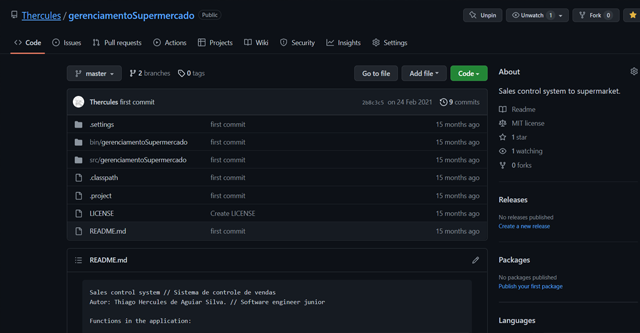 Thercules / gerenciamentoSupermercado Public
Unpin Unwatch 1 Fork 0
Code Issues Pull requests Actions Projects Wiki Security Insights Settings
master 2 branches 0 tags Go to file Add file Code
About
Sales control system to supermarket.
Readme
MIT license
1 star
1 watching
0 forks
Releases
No releases published
Create a new release
Packages
No packages published
Publish your first package
Languages
Thercules first commit on 24 Feb 2021 9 commits
.settings first commit 15 months ago
bin/gerenciamentoSupermercado first commit 15 months ago
src/gerenciamentoSupermercado first commit 15 months ago
.classpath first commit 15 months ago
.project first commit 15 months ago
LICENSE Create LICENSE 15 months ago
README.md first commit 15 months ago
README.md
Sales control system // Sistema de controle de vendas
Autor: Thiago Hercules de Aguiar Silva. // Software engineer junior
Functions in the application: